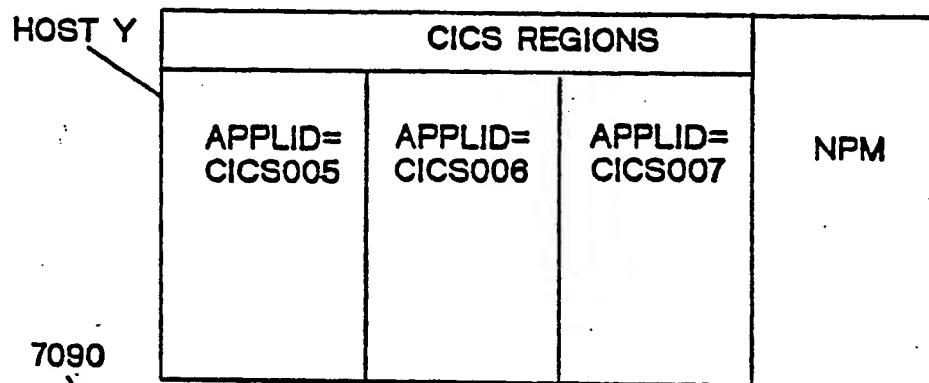 HOST Y
CICS REGIONS
APPLID=
CICS005
APPLID=
CICS006
APPLID=
CICS007
NPM
7090